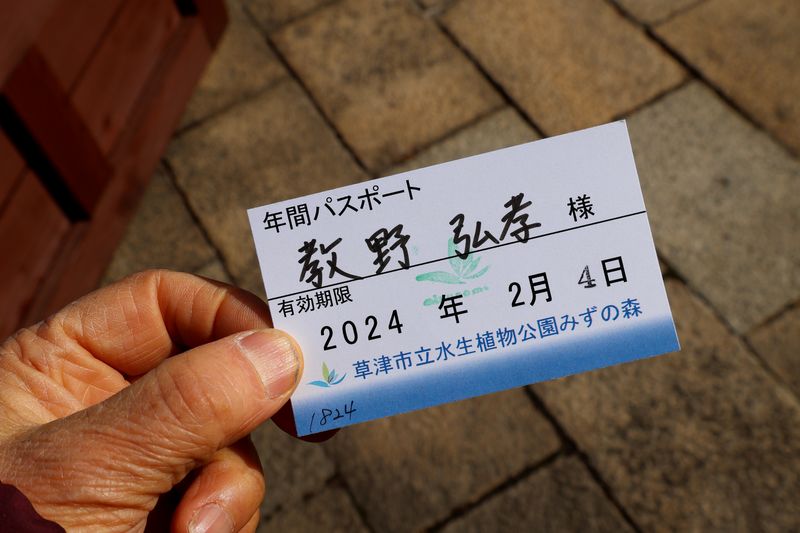 年間パスポート
教野 弘孝 様
有効期限
2024 年 2月 4日
草津市立水生植物公園みずの森
1824